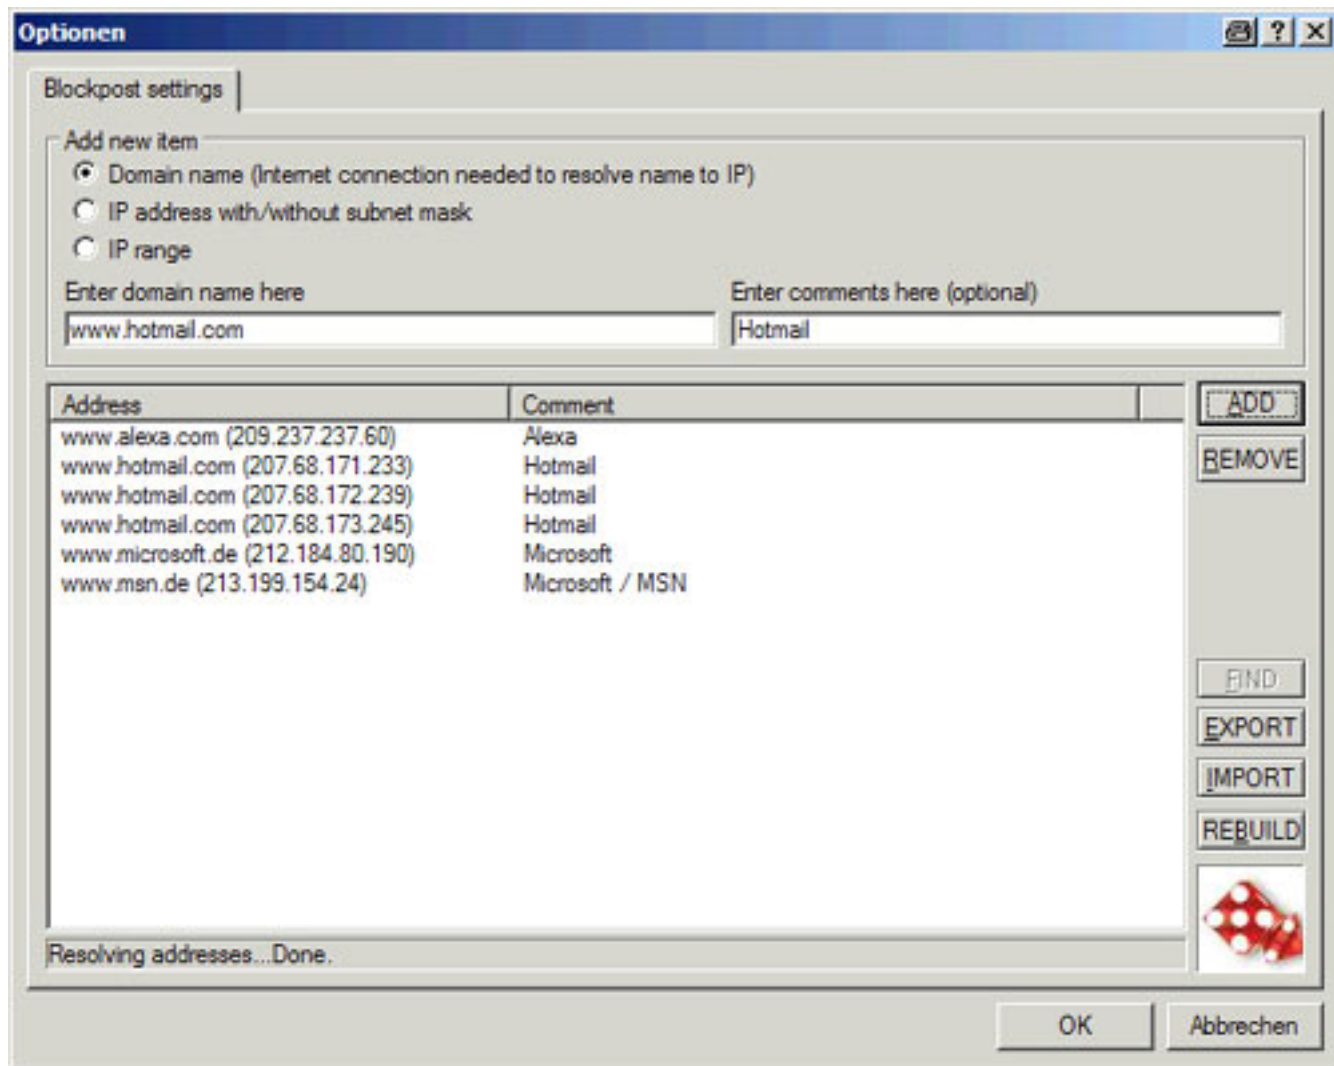 Optionen
Blockpost settings
Add new item
Domain name (Internet connection needed to resolve name to IP)
IP address with/without subnet mask
IP range
Enter domain name here Enter comments here (optional)
www.hotmail.com Hotmail
Address Comment
www.alexa.com (209.237.237.60) Alexa
www.hotmail.com (207.68.171.233) Hotmail
www.hotmail.com (207.68.172.239) Hotmail
www.hotmail.com (207.68.173.245) Hotmail
www.microsoft.de (212.184.80.190) Microsoft
www.msn.de (213.199.154.24) Microsoft / MSN
ADD
REMOVE
FIND
EXPORT
IMPORT
REBUILD
Resolving addresses...Done.
OK Abbrechen